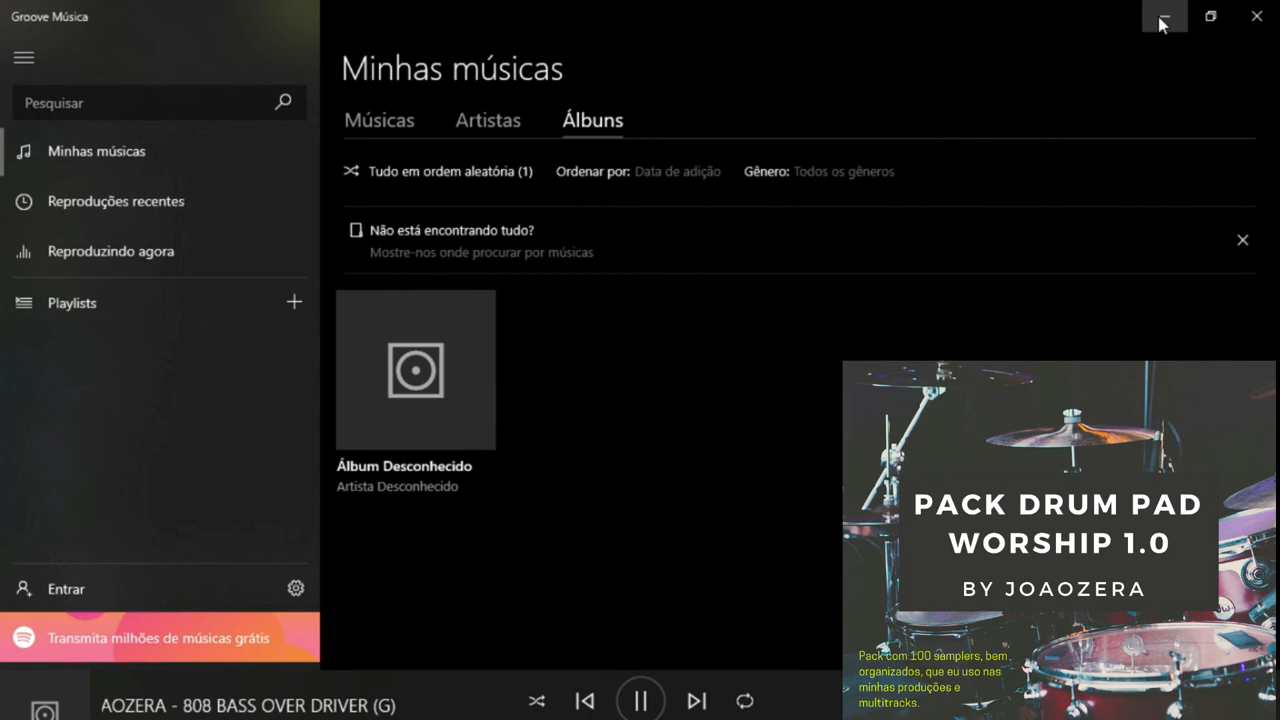 Groove Música
Pesquisar
Minhas músicas
Reproduções recentes
Reproduzindo agora
Playlists
Entrar
Transmita milhões de músicas grátis
Minhas músicas
Músicas Artistas Álbuns
Tudo em ordem aleatória (1) Ordenar por: Data de adição Gênero: Todos os gêneros
Não está encontrando tudo?
Mostre-nos onde procurar por músicas
Álbum Desconhecido
Artista Desconhecido
PACK DRUM PAD
WORSHIP 1.0
BY JOAOZERA
Pack com 100 samplers, bem
organizados, que eu uso nas
minhas produções e
multitracks.
AOZERA - 808 BASS OVER DRIVER (G)